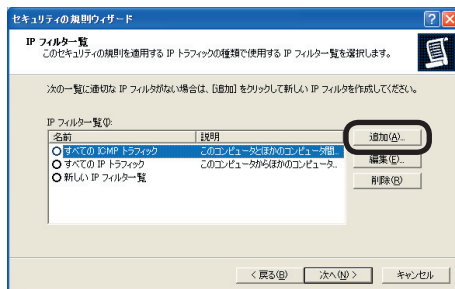 セキュリティの規則ウィザード
IP フィルタ一覧
このセキュリティの規則を適用する IP トラフィックの種類で使用する IP フィルタ一覧を選択します。
次の一覧に適切な IP フィルタがない場合は、[追加] をクリックして新しい IP フィルタを作成してください。
IP フィルタ一覧(I):
名前 説明
すべての ICMP トラフィック このコンピュータとほかのコンピュータ間...
すべての IP トラフィック このコンピュータからほかのコンピュータ...
新しい IP フィルタ一覧
追加(A)...
編集(E)...
削除(R)
< 戻る(B) 次へ(N) > キャンセル